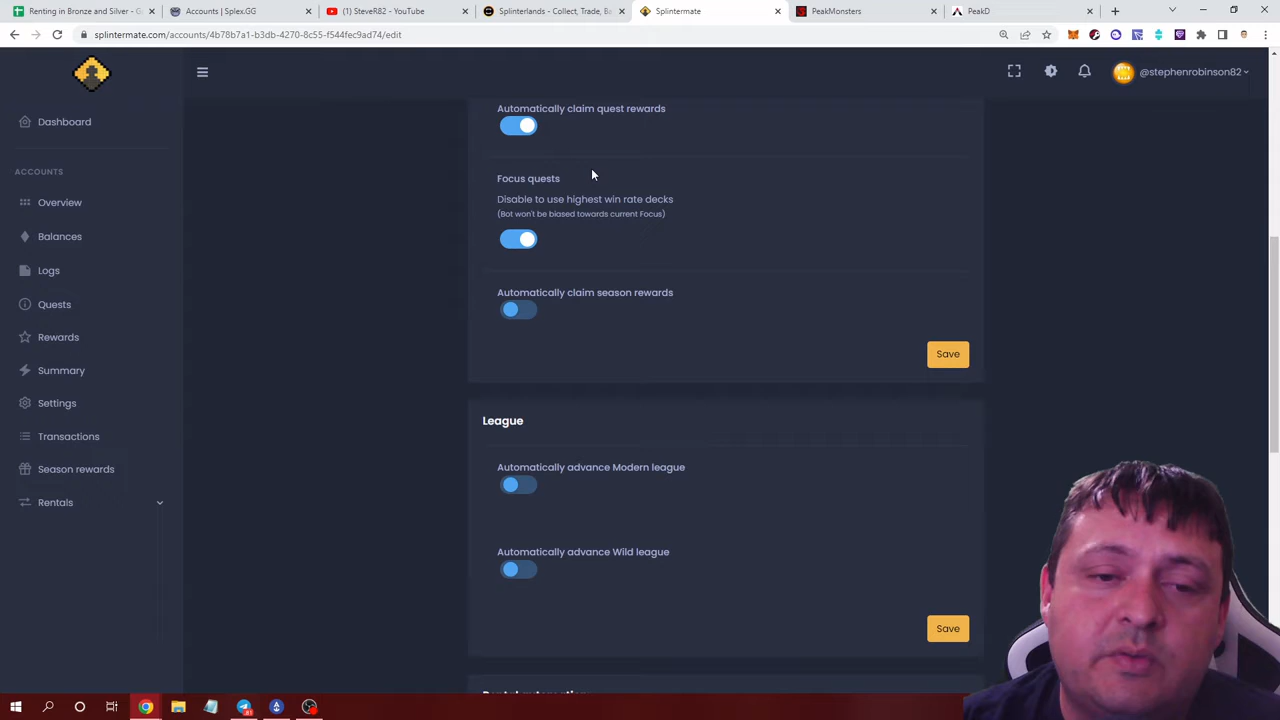 Renting in Bronze and Silver - G
Accounts | Splex.GG
(1) SteveR82 - YouTube
Splinterlands - Collect, Trade, Ba
Splintermate
PeakMonsters
PeakD
splintermate.com/accounts/4b78b7a1-b3db-4270-8c55-f544fec9ad74/edit
@stephenrobinson82
Dashboard
ACCOUNTS
Overview
Balances
Logs
Quests
Rewards
Summary
Settings
Transactions
Season rewards
Rentals
Automatically claim quest rewards
Focus quests
Disable to use highest win rate decks
(Bot won't be biased towards current Focus)
Automatically claim season rewards
Save
League
Automatically advance Modern league
Automatically advance Wild league
Save
Rental automation